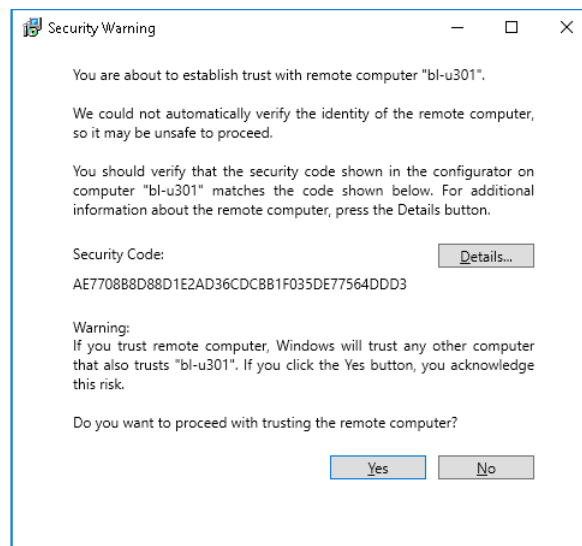 Security Warning
You are about to establish trust with remote computer "bl-u301".
We could not automatically verify the identity of the remote computer,
so it may be unsafe to proceed.
You should verify that the security code shown in the configurator on
computer "bl-u301" matches the code shown below. For additional
information about the remote computer, press the Details button.
Security Code:
Details...
AE7708B8D88D1E2AD36CDCBB1F035DE77564DDD3
Warning:
If you trust remote computer, Windows will trust any other computer
that also trusts "bl-u301". If you click the Yes button, you acknowledge
this risk.
Do you want to proceed with trusting the remote computer?
Yes
No